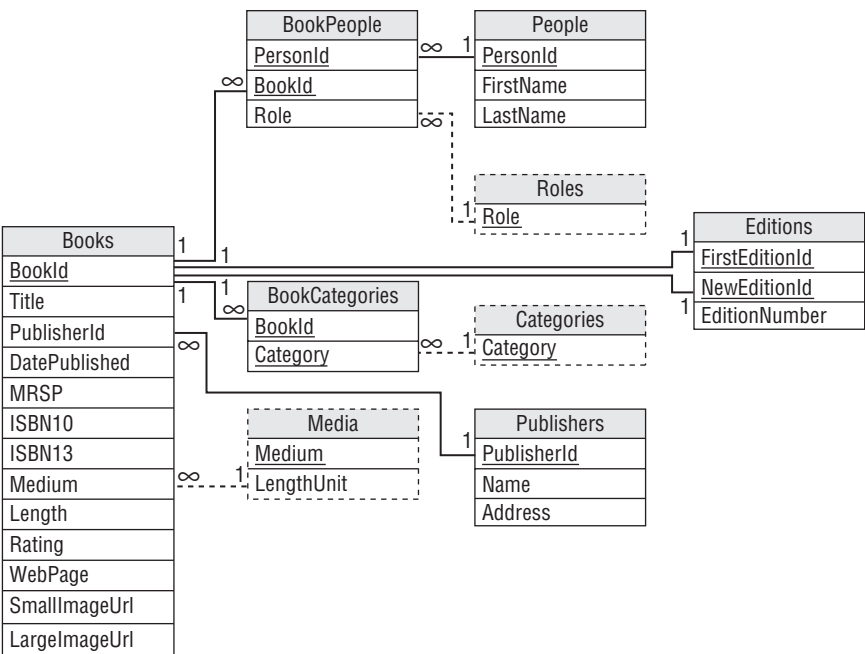 BookPeople
PersonId
BookId
Role
People
PersonId
FirstName
LastName
Roles
Role
Books
BookId
Title
PublisherId
DatePublished
MRSP
ISBN10
ISBN13
Medium
Length
Rating
WebPage
SmallImageUrl
LargeImageUrl
BookCategories
BookId
Category
Categories
Category
Editions
FirstEditionId
NewEditionId
EditionNumber
Media
Medium
LengthUnit
Publishers
PublisherId
Name
Address
∞ 1
∞
∞
1
1
1
1
1
1
1
∞
∞ 1
∞
1
∞ 1